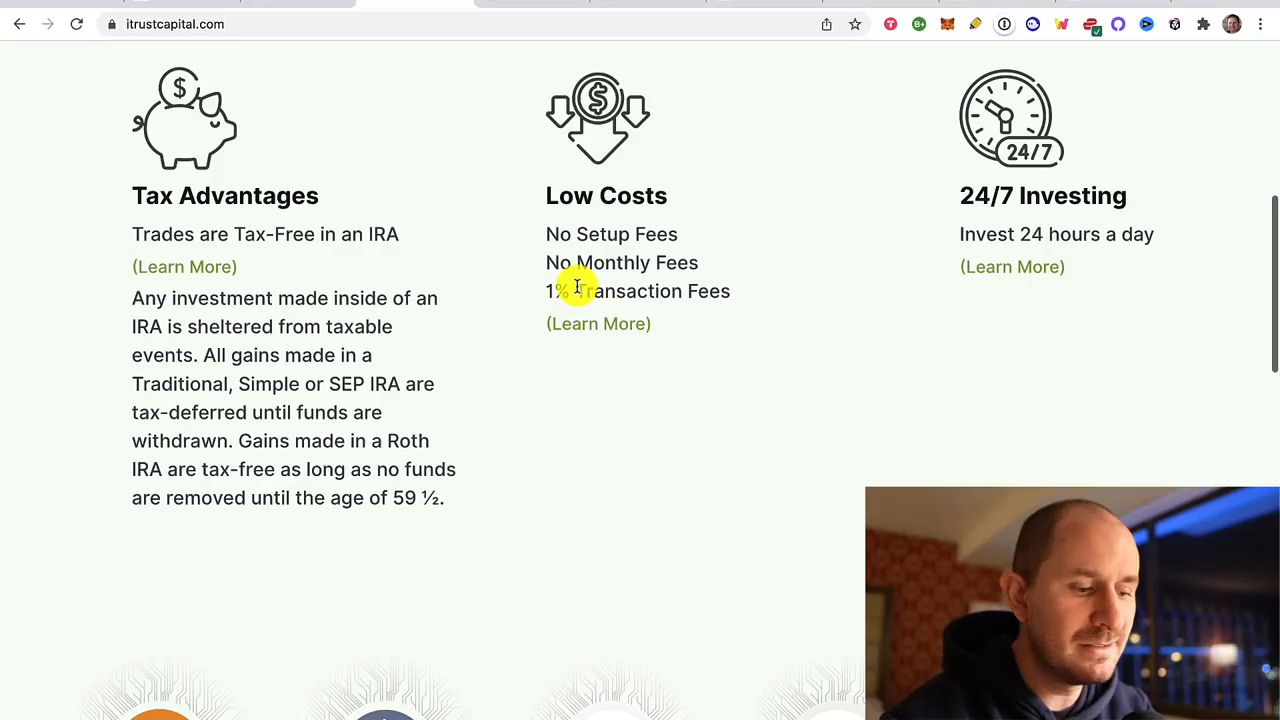 itrustcapital.com
$
Tax Advantages
Trades are Tax-Free in an IRA
(Learn More)
Any investment made inside of an
IRA is sheltered from taxable
events. All gains made in a
Traditional, Simple or SEP IRA are
tax-deferred until funds are
withdrawn. Gains made in a Roth
IRA are tax-free as long as no funds
are removed until the age of 59 ½.
$
Low Costs
No Setup Fees
No Monthly Fees
1% Transaction Fees
(Learn More)
24/7
24/7 Investing
Invest 24 hours a day
(Learn More)